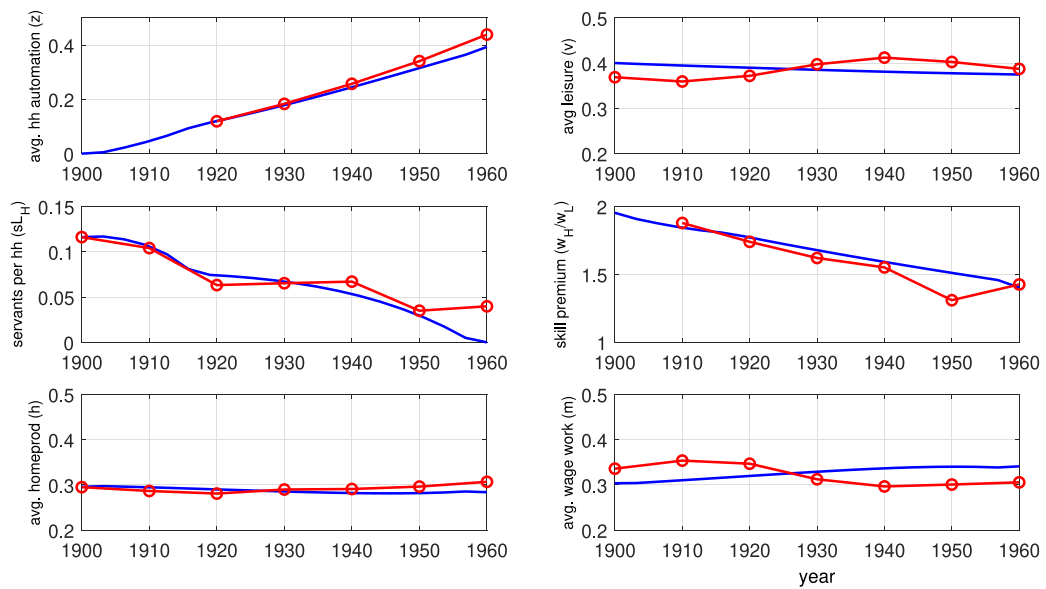 avg. hh automation (z)
0.4
0.2
0
1900 1910 1920 1930 1940 1950 1960
avg leisure (v)
0.5
0.4
0.3
0.2
1900 1910 1920 1930 1940 1950 1960
servants per hh (sL_H)
0.15
0.1
0.05
0
1900 1910 1920 1930 1940 1950 1960
skill premium (w_H/w_L)
2
1.5
1
1900 1910 1920 1930 1940 1950 1960
avg. homeprod (h)
0.5
0.4
0.3
0.2
1900 1910 1920 1930 1940 1950 1960
avg. wage work (m)
0.5
0.4
0.3
0.2
1900 1910 1920 1930 1940 1950 1960
year